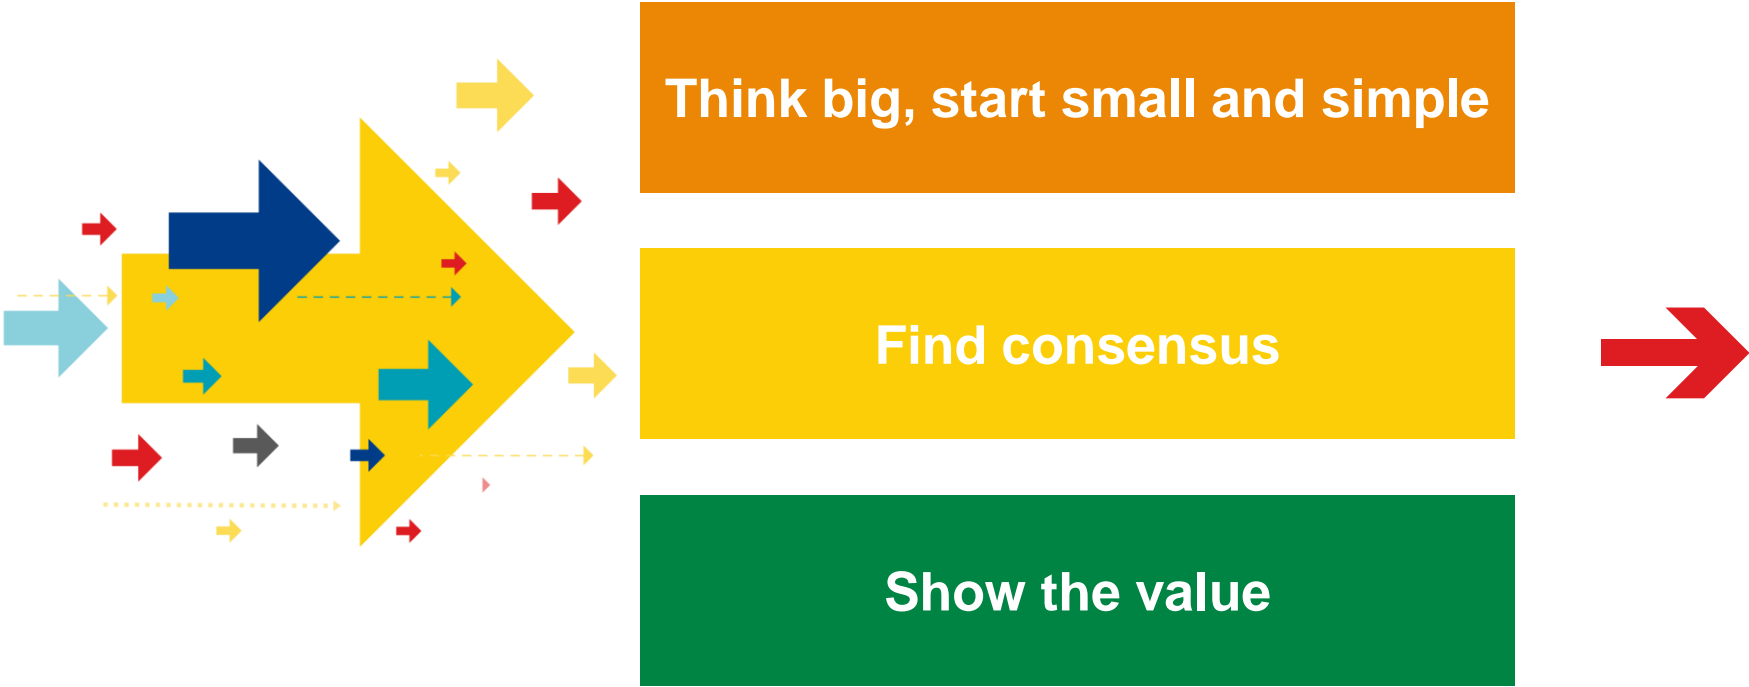 Think big, start small and simple
Find consensus
Show the value